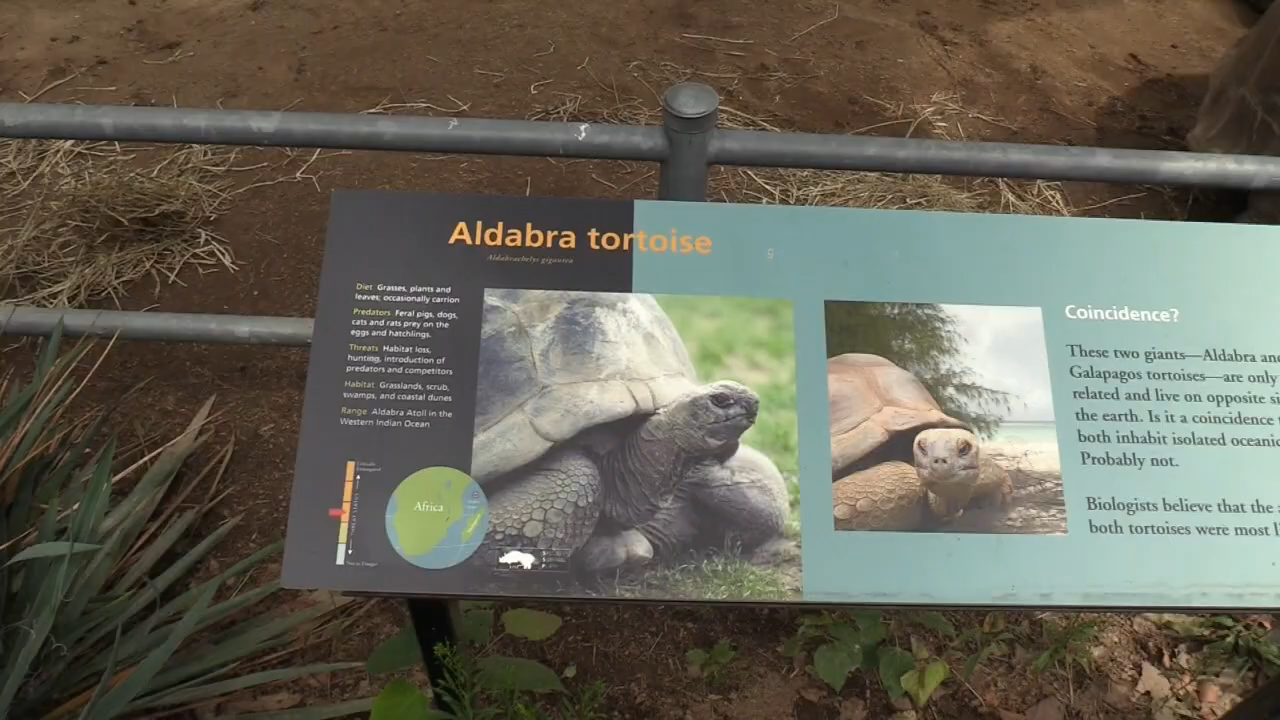 Aldabra tortoise
Aldabrachelys gigantea
Diet Grasses, plants and
leaves; occasionally carrion
Predators Feral pigs, dogs,
cats and rats prey on the
eggs and hatchlings.
Threats Habitat loss,
hunting, introduction of
predators and competitors
Habitat Grasslands, scrub,
swamps, and coastal dunes
Range Aldabra Atoll in the
Western Indian Ocean
Africa
Coincidence?
These two giants—Aldabra and
Galapagos tortoises—are only
related and live on opposite
the earth. Is it a coincidence
both inhabit isolated oceanic
Probably not.
Biologists believe that the
both tortoises were most